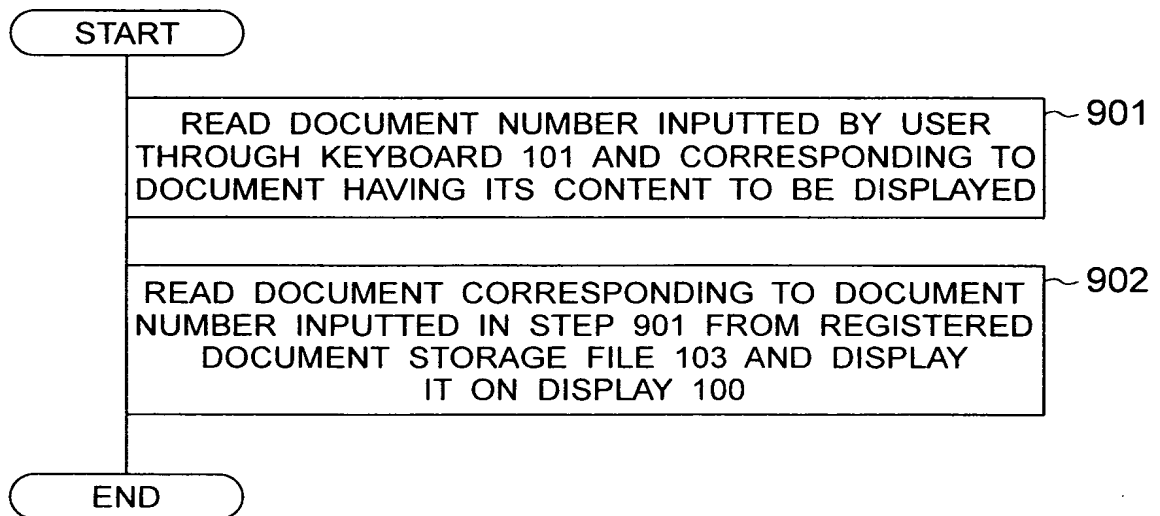 START
READ DOCUMENT NUMBER INPUTTED BY USER
THROUGH KEYBOARD 101 AND CORRESPONDING TO
DOCUMENT HAVING ITS CONTENT TO BE DISPLAYED
901
READ DOCUMENT CORRESPONDING TO DOCUMENT
NUMBER INPUTTED IN STEP 901 FROM REGISTERED
DOCUMENT STORAGE FILE 103 AND DISPLAY
IT ON DISPLAY 100
902
END